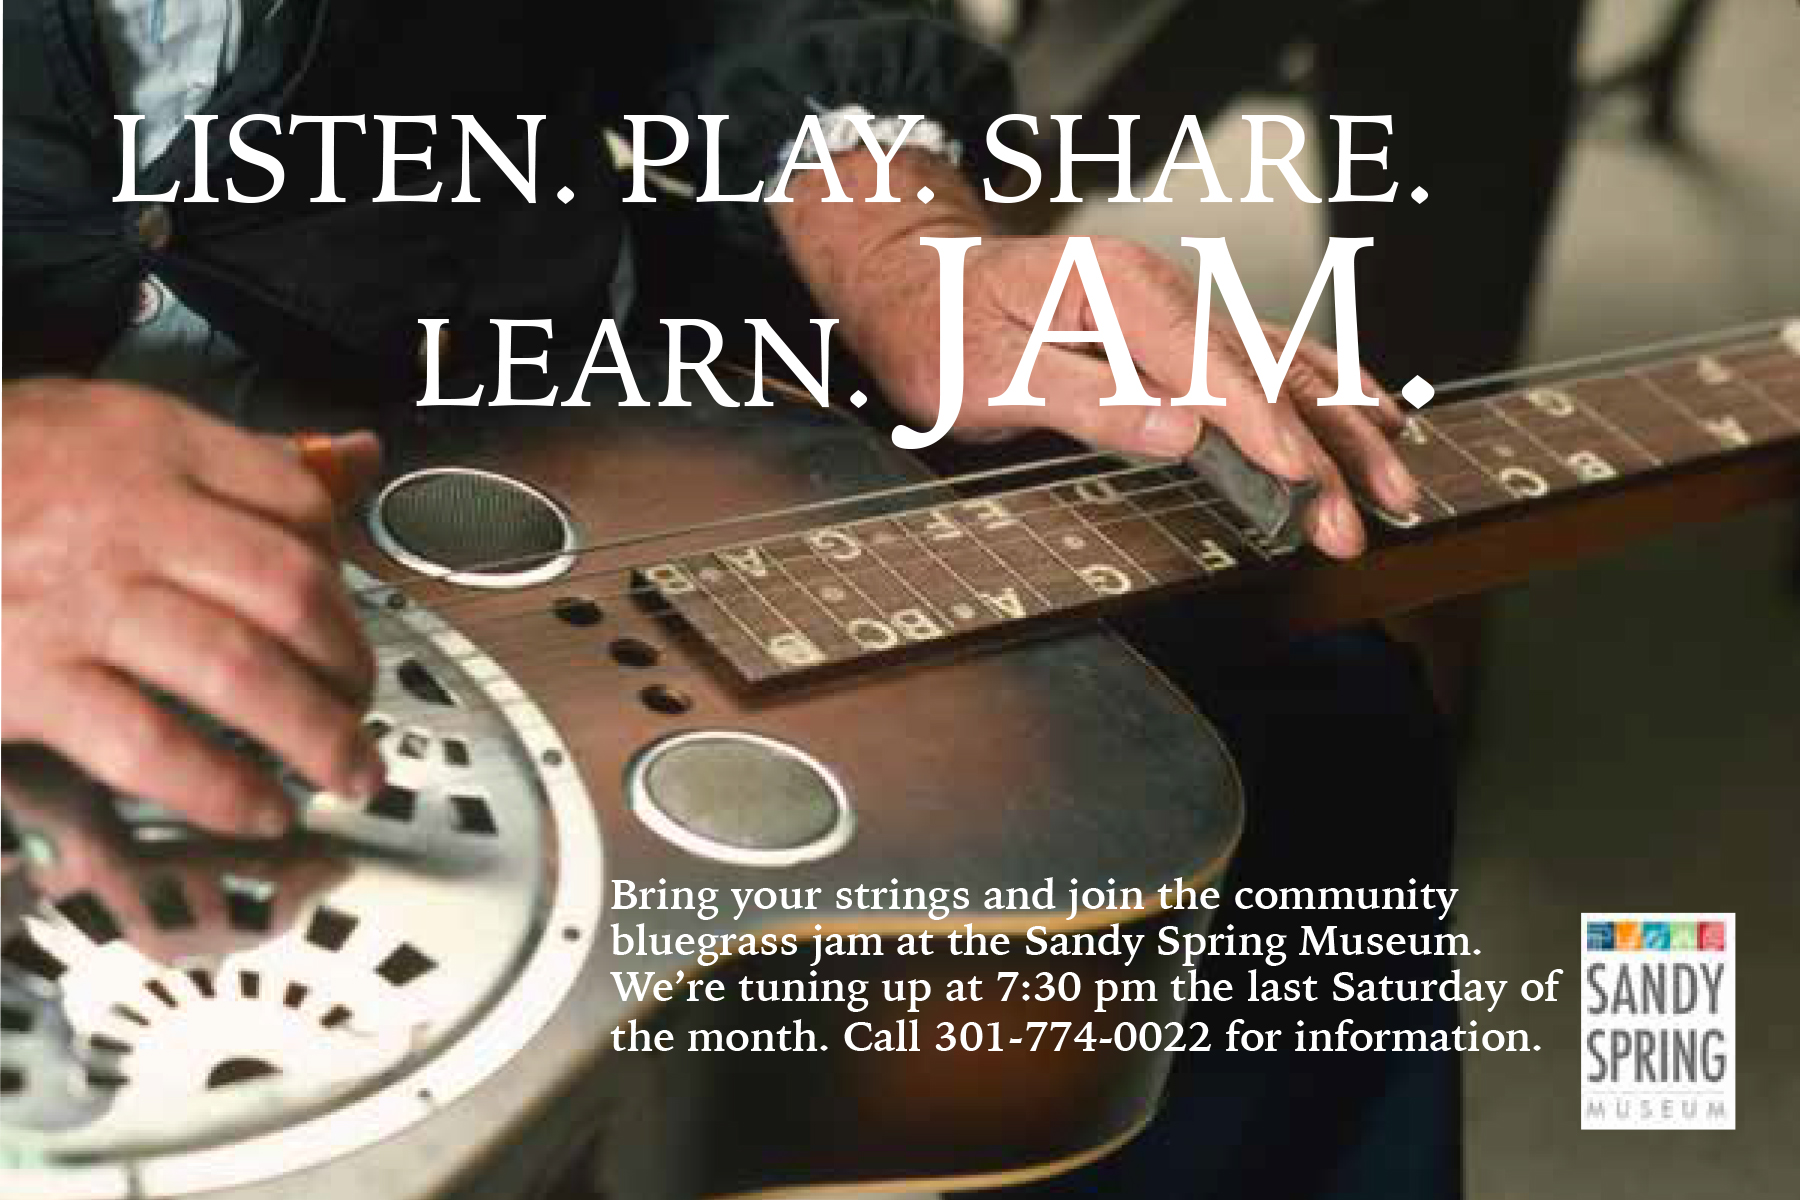 LISTEN. PLAY. SHARE.
LEARN. JAM.
B A G F E D
B C B A G F
C B A
G
Bring your strings and join the community
bluegrass jam at the Sandy Spring Museum.
We’re tuning up at 7:30 pm the last Saturday of
the month. Call 301-774-0022 for information.
SANDY
SPRING
MUSEUM